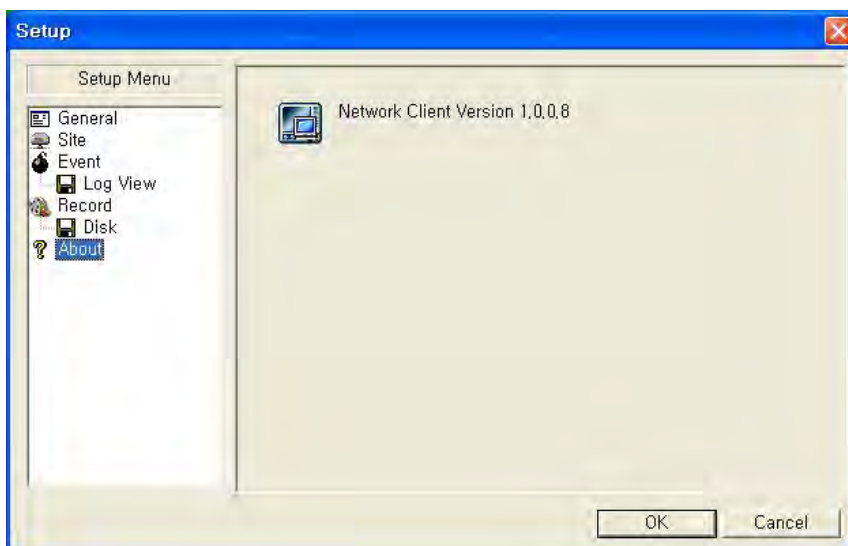 Setup
Setup Menu
General
Site
Event
Log View
Record
Disk
About
Network Client Version 1,0,0,8
OK
Cancel